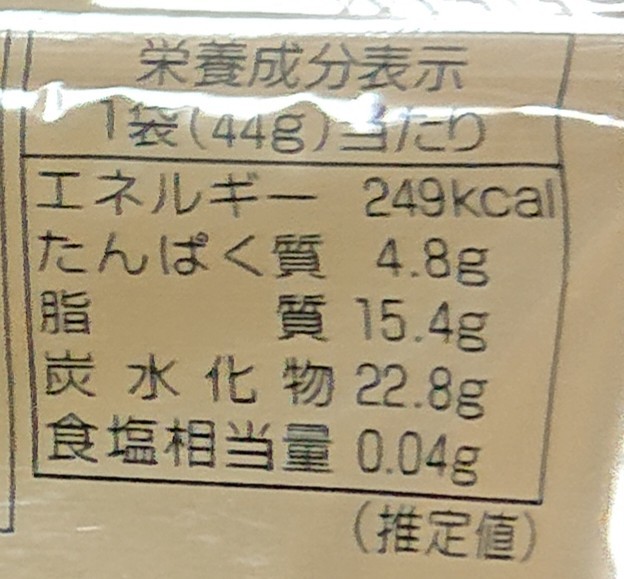 栄養成分表示
1袋(44g)当たり
エネルギー 249kcal
たんぱく質 4.8g
脂質 15.4g
炭水化物 22.8g
食塩相当量 0.04g
(推定値)